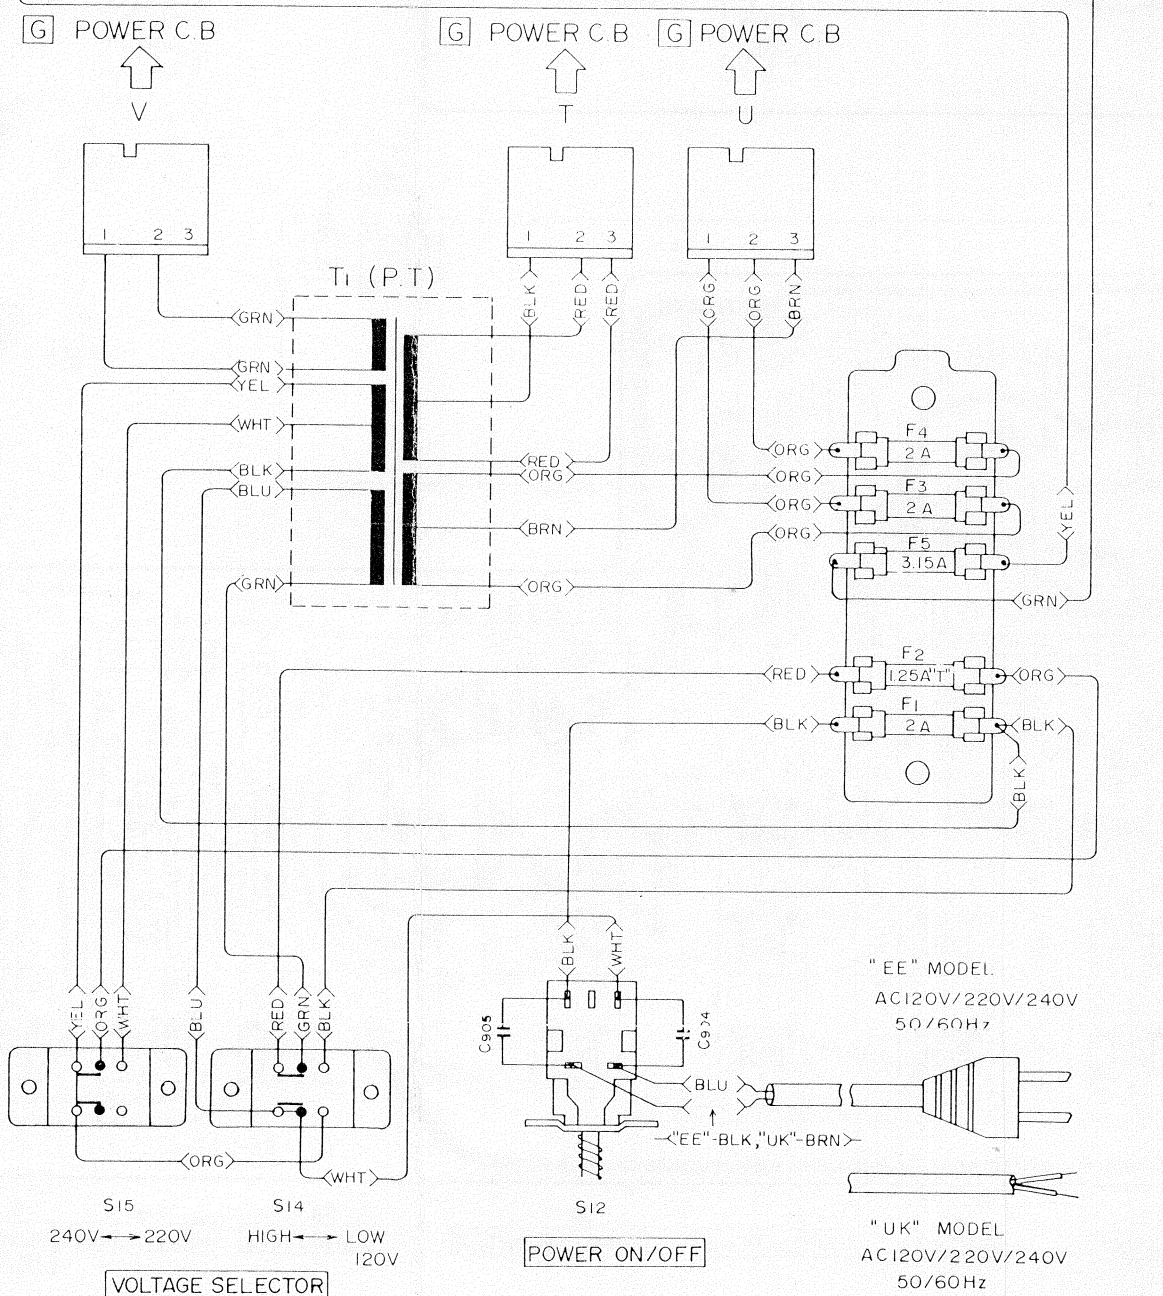 G POWER C.B
G POWER C.B
G POWER C.B
V
T
U
1 2 3
1 2 3
1 2 3
T1 (P.T)
BLK
RED
RED
ORG
ORG
BRN
GRN
GRN
YEL
WHT
BLK
BLU
GRN
RED
ORG
BRN
ORG
ORG
ORG
ORG
ORG
F4
2A
F3
2A
F5
3.15A
YEL
GRN
RED
F2
1.25A"T"
ORG
BLK
F1
2A
BLK
BLK
YEL
ORG
WHT
BLU
RED
GRN
BLK
BLK
WHT
C905
C904
BLU
"EE"-BLK,"UK"-BRN
"EE" MODEL
AC120V/220V/240V
50/60Hz
ORG
WHT
S15
240V ↔ 220V
S14
HIGH ↔ LOW
120V
VOLTAGE SELECTOR
S12
POWER ON/OFF
"UK" MODEL
AC120V/220V/240V
50/60Hz